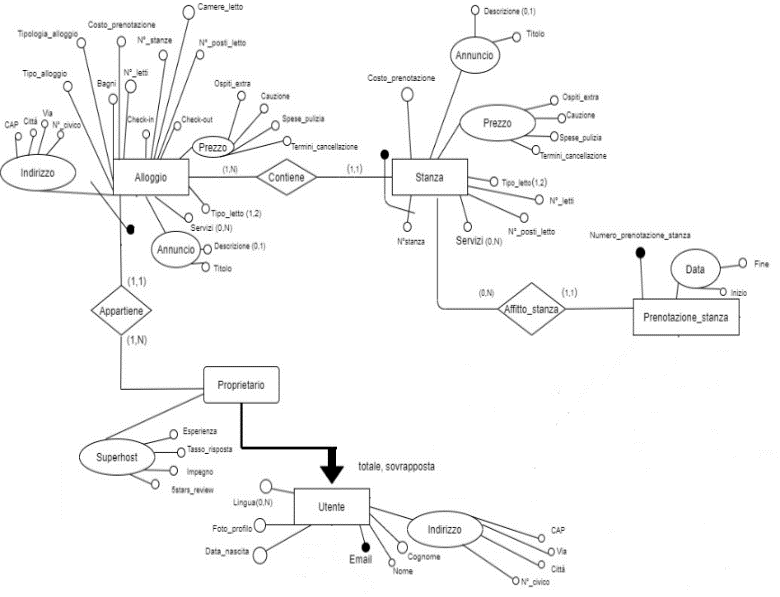 Camere_letto
Descrizione (0,1)
Costo_prenotazione
Tipologia_alloggio
N°_stanze
N°_posti_letto
Titolo
Annuncio
Tipo_alloggio
Bagni
N°_letti
Costo_prenotazione
Ospiti_extra
Cauzione
Ospiti_extra
Via
Città
CAP
N°_civico
Check-in
Check-out
Spese_pulizia
Prezzo
Cauzione
Spese_pulizia
Prezzo
Termini_cancellazione
Termini_cancellazione
Indirizzo
Alloggio
(1,N)
Contiene
(1,1)
Stanza
Tipo_letto(1,2)
N°_letti
Tipo_letto (1,2)
N°_posti_letto
Servizi (0,N)
N°stanza
Servizi (0,N)
Numero_prenotazione_stanza
Annuncio
Descrizione (0,1)
Titolo
Data
Fine
Inizio
(1,1)
(0,N)
(1,1)
Appartiene
Affitto_stanza
Prenotazione_stanza
(1,N)
Proprietario
Esperienza
Superhost
Tasso_risposta
Impegno
5stars_review
totale, sovrapposta
Lingua(0,N)
Utente
Foto_profilo
Indirizzo
CAP
Data_nascita
Via
Email
Cognome
Città
Nome
N°_civico